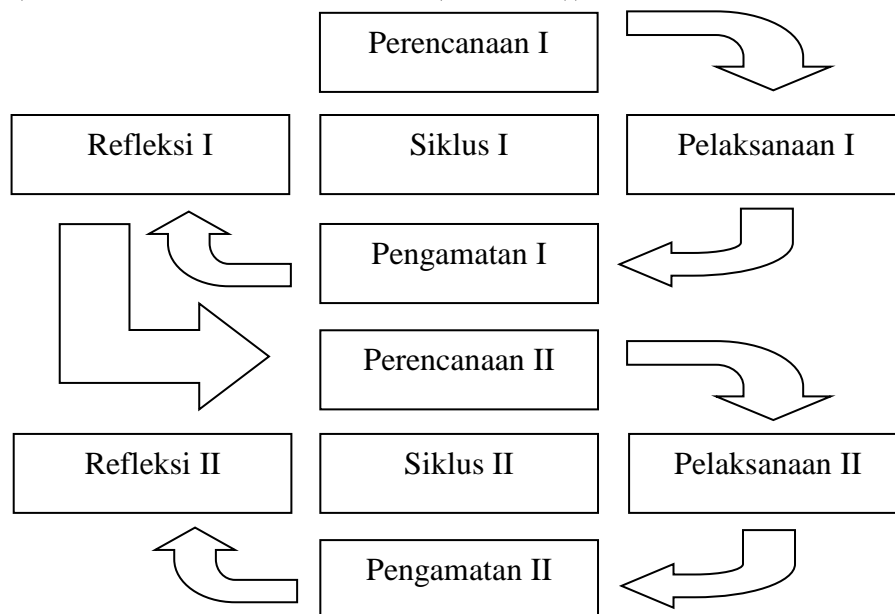 Perencanaan I
Refleksi I
Siklus I
Pelaksanaan I
Pengamatan I
Perencanaan II
Refleksi II
Siklus II
Pelaksanaan II
Pengamatan II